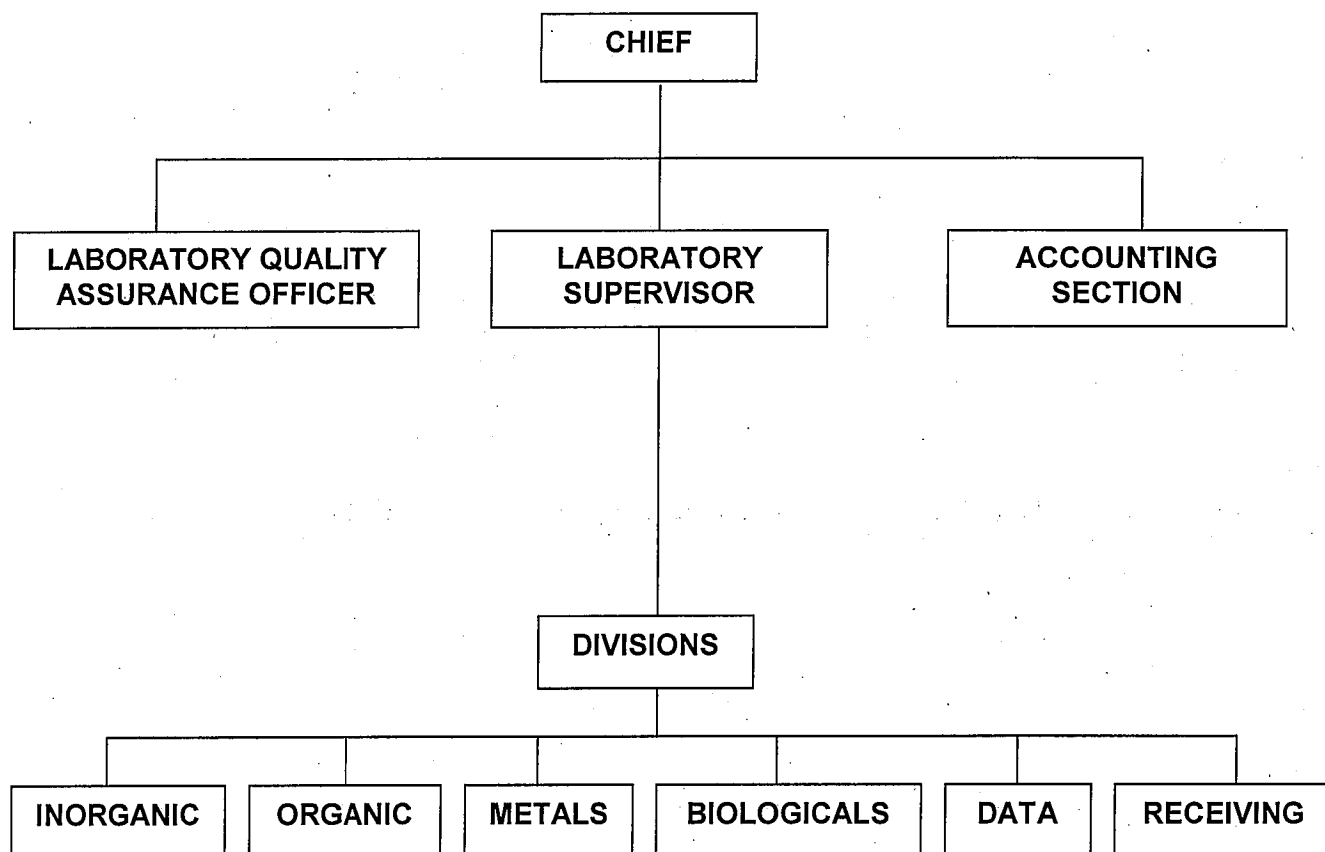 CHIEF
LABORATORY QUALITY
ASSURANCE OFFICER
LABORATORY
SUPERVISOR
ACCOUNTING
SECTION
DIVISIONS
INORGANIC
ORGANIC
METALS
BIOLOGICALS
DATA
RECEIVING